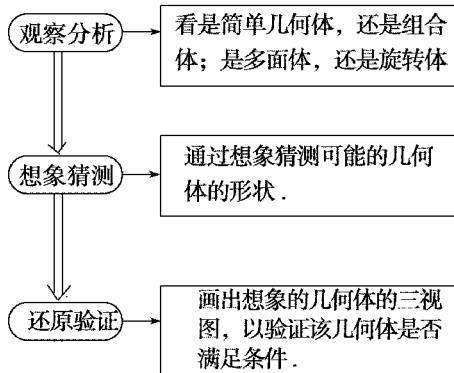 观察分析
看是简单几何体，还是组合
体；是多面体，还是旋转体
想象猜测
通过想象猜测可能的几何
体的形状．
还原验证
画出想象的几何体的三视
图，以验证该几何体是否
满足条件．